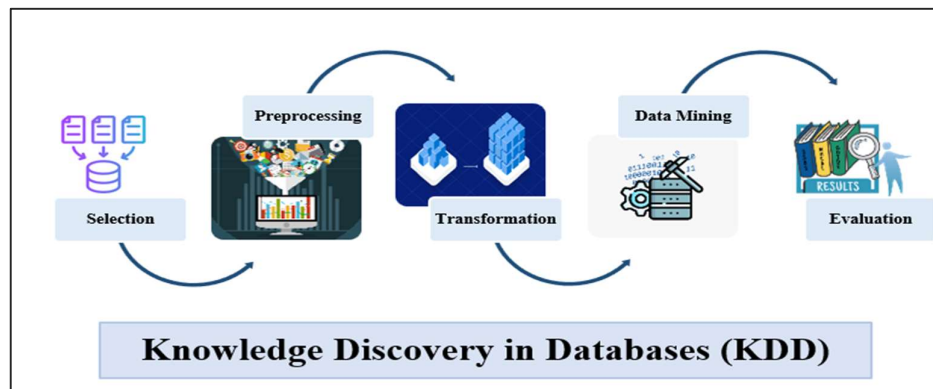 Preprocessing
Data Mining
Selection
Transformation
RESULTS
Evaluation
Knowledge Discovery in Databases (KDD)